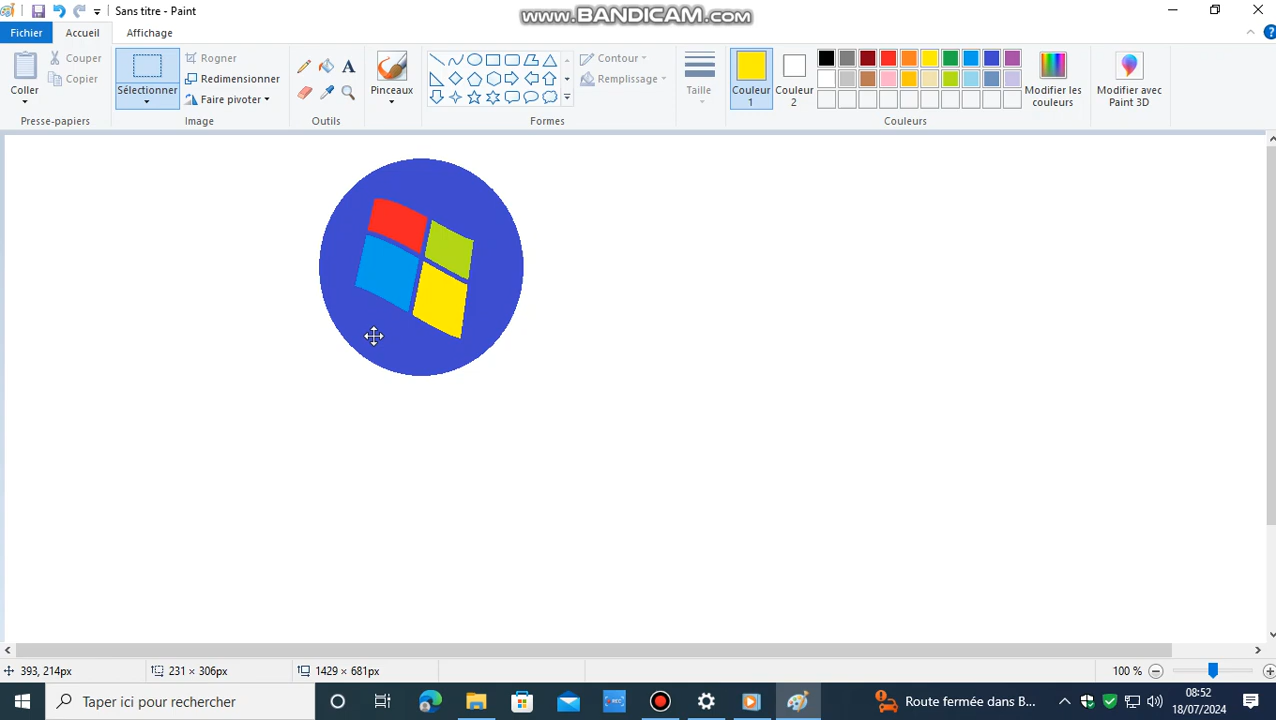 Sans titre - Paint
www.BANDICAM.com
Fichier
Accueil
Affichage
Coller
Couper
Copier
Presse-papiers
Sélectionner
Rogner
Redimensionner
Faire pivoter
Image
A
Outils
Pinceaux
Contour
Remplissage
Formes
Taille
Couleur
1
Couleur
2
Modifier les
couleurs
Couleurs
Modifier avec
Paint 3D
393, 214px
231 × 306px
1429 × 681px
100 %
Taper ici pour rechercher
REC
Route fermée dans B...
08:52
18/07/2024